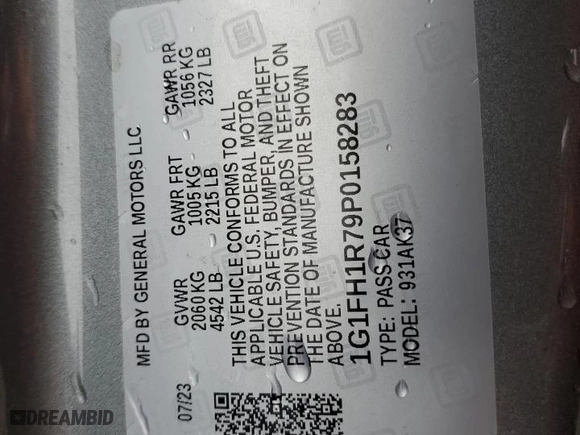 MFD BY GENERAL MOTORS LLC.
07/23
GVWR
2060 KG
4542 LB
GAWR FRT
1005 KG
2215 LB
GAWR RR
1056 KG
2327 LB
THIS VEHICLE CONFORMS TO ALL
APPLICABLE U.S. FEDERAL MOTOR
VEHICLE SAFETY, BUMPER, AND THEFT
PREVENTION STANDARDS IN EFFECT ON
THE DATE OF MANUFACTURE SHOWN
ABOVE.
1G1FH1R79P0158283
TYPE: PASS CAR
MODEL: 931AK37
gm
DREAMBID